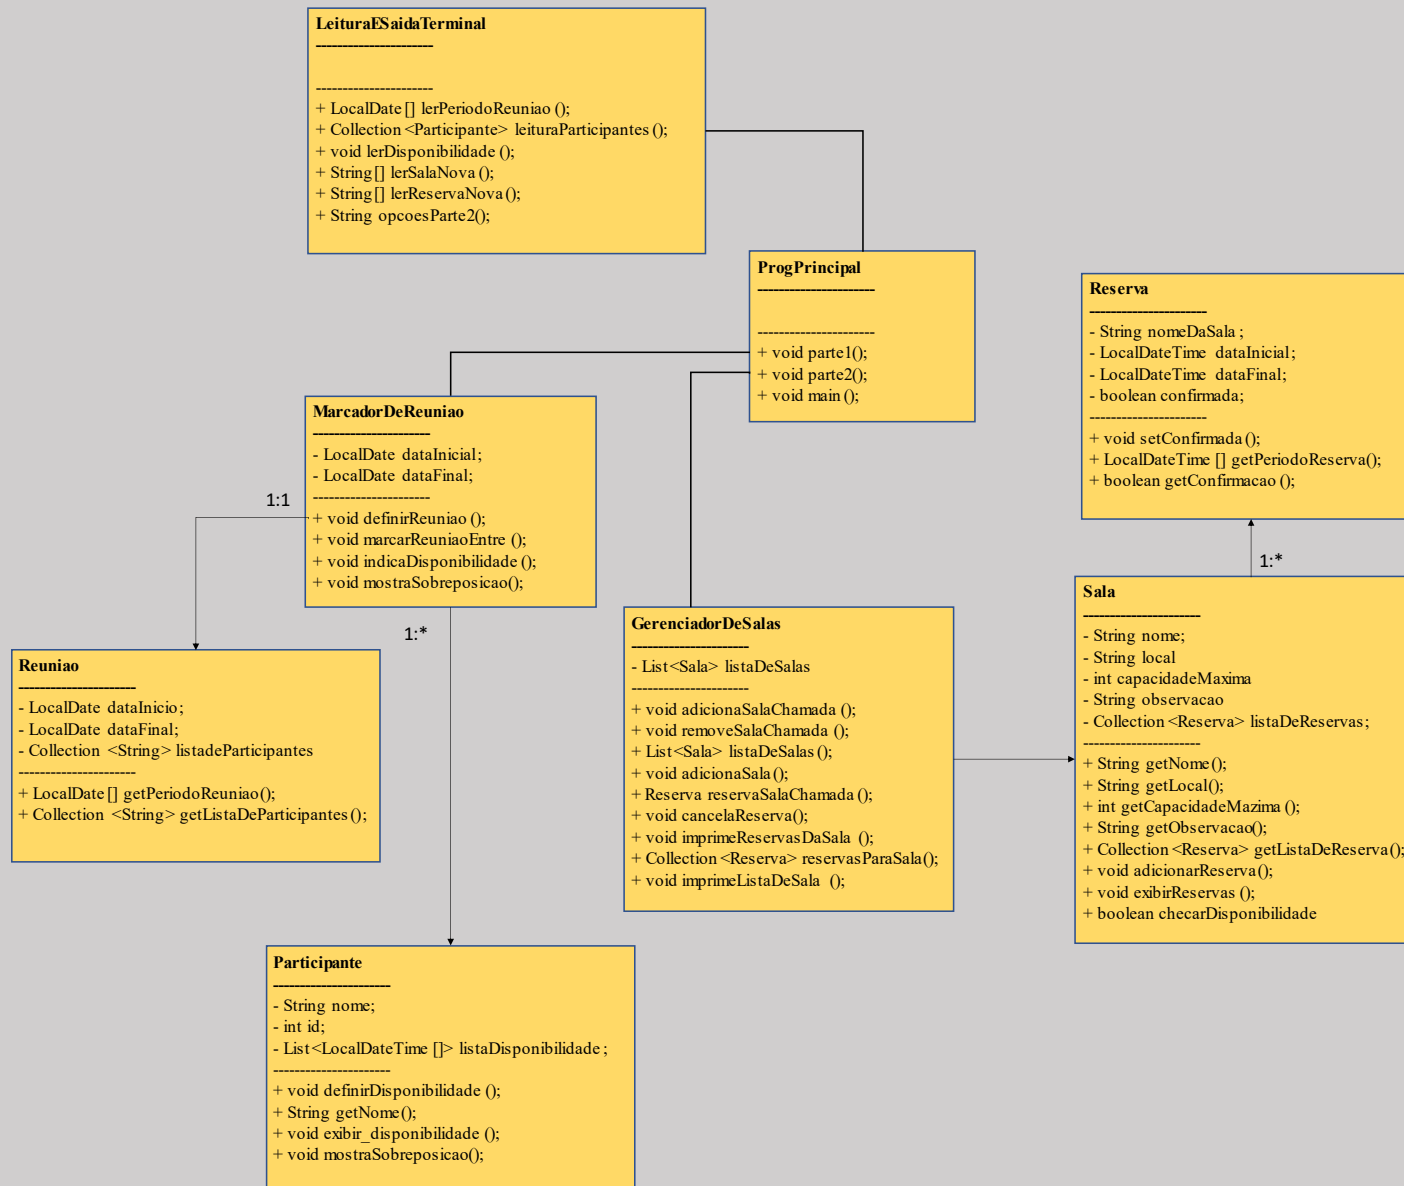 LeituraESaidaTerminal
----------------------
----------------------
+ LocalDate[] lerPeriodoReuniao();
+ Collection<Participante> leituraParticipantes();
+ void lerDisponibilidade();
+ String[] lerSalaNova();
+ String[] lerReservaNova();
+ String opcoesParte2();
ProgPrincipal
----------------------
----------------------
+ void parte1();
+ void parte2();
+ void main();
Reserva
----------------------
- String nomeDaSala;
- LocalDateTime dataInicial;
- LocalDateTime dataFinal;
- boolean confirmada;
----------------------
+ void setConfirmada();
+ LocalDateTime [] getPeriodoReserva();
+ boolean getConfirmacao();
MarcadorDeReuniao
----------------------
- LocalDate dataInicial;
- LocalDate dataFinal;
----------------------
+ void definirReuniao();
+ void marcarReuniaoEntre();
+ void indicaDisponibilidade();
+ void mostraSobreposicao();
1:1
1:*
1:*
Reuniao
----------------------
- LocalDate dataInicio;
- LocalDate dataFinal;
- Collection <String> listadeParticipantes
----------------------
+ LocalDate[] getPeriodoReuniao();
+ Collection <String> getListaDeParticipantes();
GerenciadorDeSalas
----------------------
- List<Sala> listaDeSalas
----------------------
+ void adicionaSalaChamada();
+ void removeSalaChamada();
+ List<Sala> listaDeSalas();
+ void adicionaSala();
+ Reserva reservaSalaChamada();
+ void cancelaReserva();
+ void imprimeReservasDaSala ();
+ Collection<Reserva> reservasParaSala();
+ void imprimeListaDeSala ();
Sala
----------------------
- String nome;
- String local
- int capacidadeMaxima
- String observacao
- Collection<Reserva> listaDeReservas;
----------------------
+ String getNome();
+ String getLocal();
+ int getCapacidadeMazima();
+ String getObservacao();
+ Collection<Reserva> getListaDeReserva();
+ void adicionarReserva();
+ void exibirReservas();
+ boolean checarDisponibilidade
Participante
----------------------
- String nome;
- int id;
- List<LocalDateTime []> listaDisponibilidade;
----------------------
+ void definirDisponibilidade();
+ String getNome();
+ void exibir_disponibilidade();
+ void mostraSobreposicao();